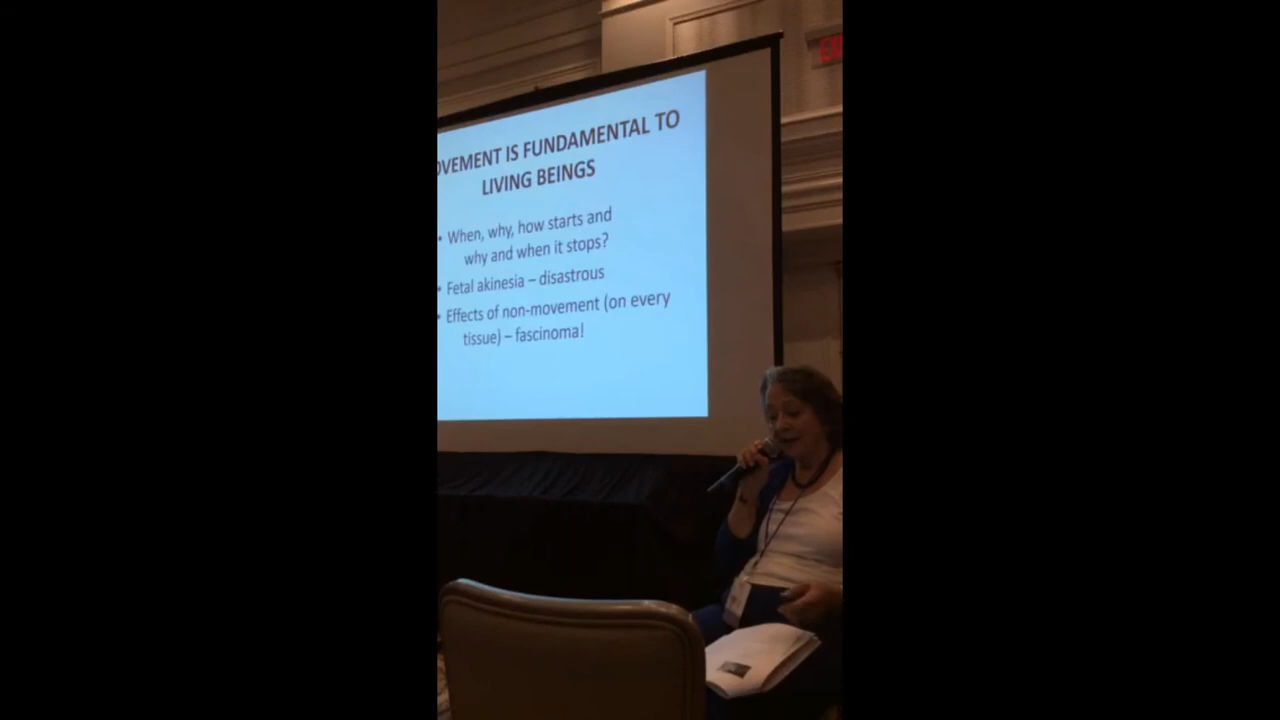 OVEMENT IS FUNDAMENTAL TO
LIVING BEINGS
• When, why, how starts and
why and when it stops?
• Fetal akinesia – disastrous
• Effects of non-movement (on every
tissue) – fascinoma!